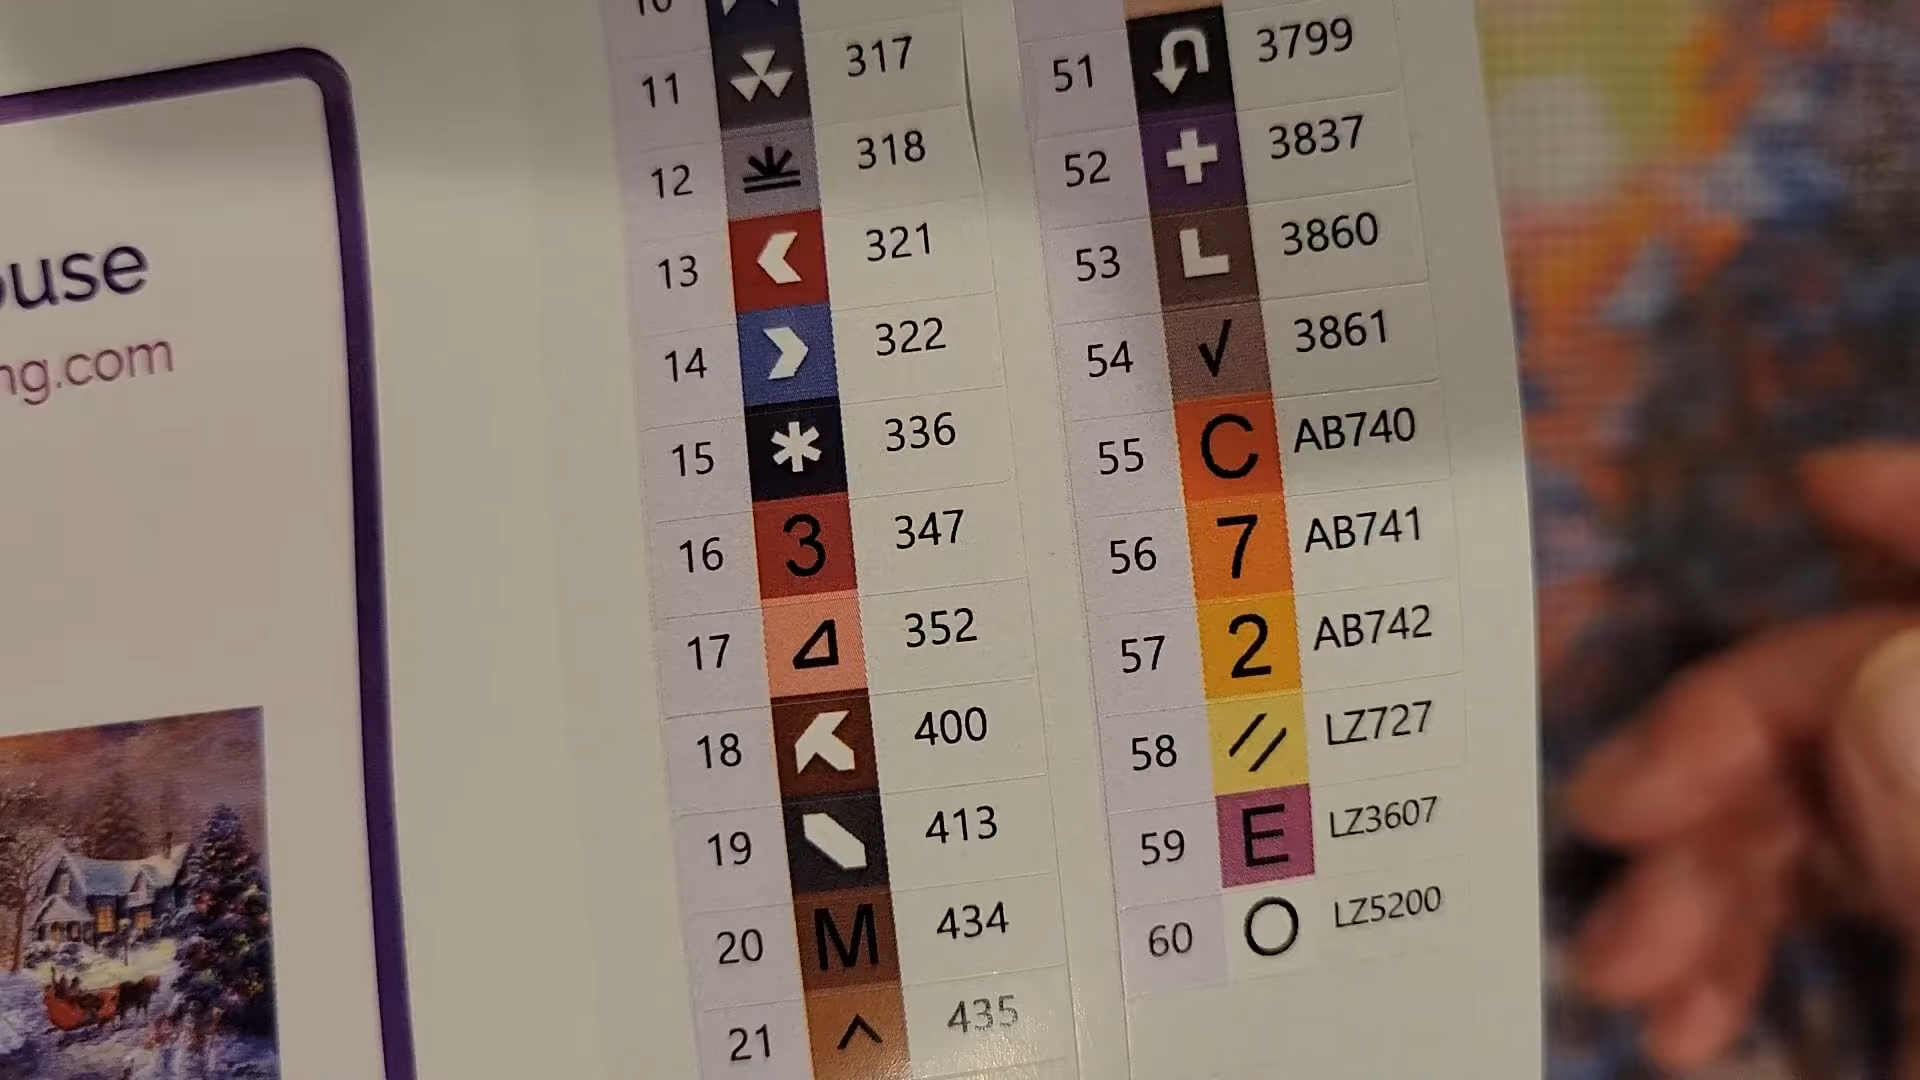 ouse
ng.com
10
11 317
12 318
13 321
14 322
15 336
16 3 347
17 352
18 400
19 413
20 M 434
21 ^ 435
51 3799
52 3837
53 L 3860
54 √ 3861
55 C AB740
56 7 AB741
57 2 AB742
58 // LZ727
59 E LZ3607
60 O LZ5200